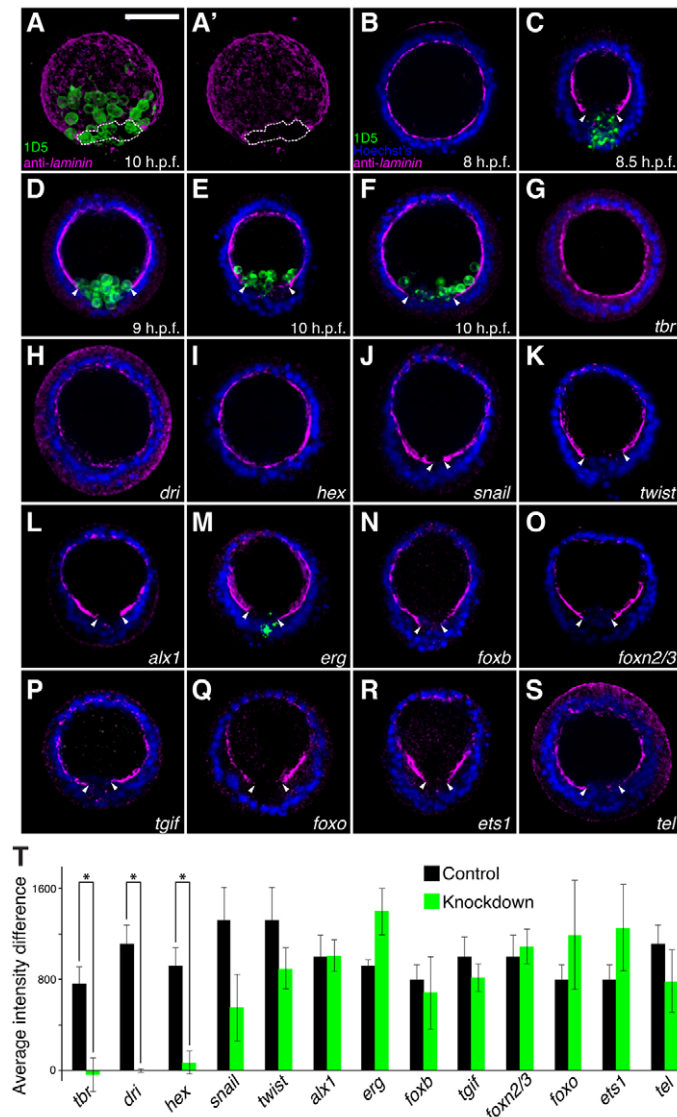 A
A'
B
C
1D5
anti-laminin
10 h.p.f.
1D5
Hoechst's
anti-laminin
8 h.p.f.
8.5 h.p.f.
D
E
F
G
9 h.p.f.
10 h.p.f.
10 h.p.f.
tbr
H
I
J
K
dri
hex
snail
twist
L
M
N
O
alx1
erg
foxb
foxn2/3
P
Q
R
S
tgif
foxo
ets1
tel
T
Average intensity difference
1600
800
0
* * *
Control
Knockdown
tbr dri hex snail twist alx1 erg foxb tgif foxn2/3 foxo ets1 tel